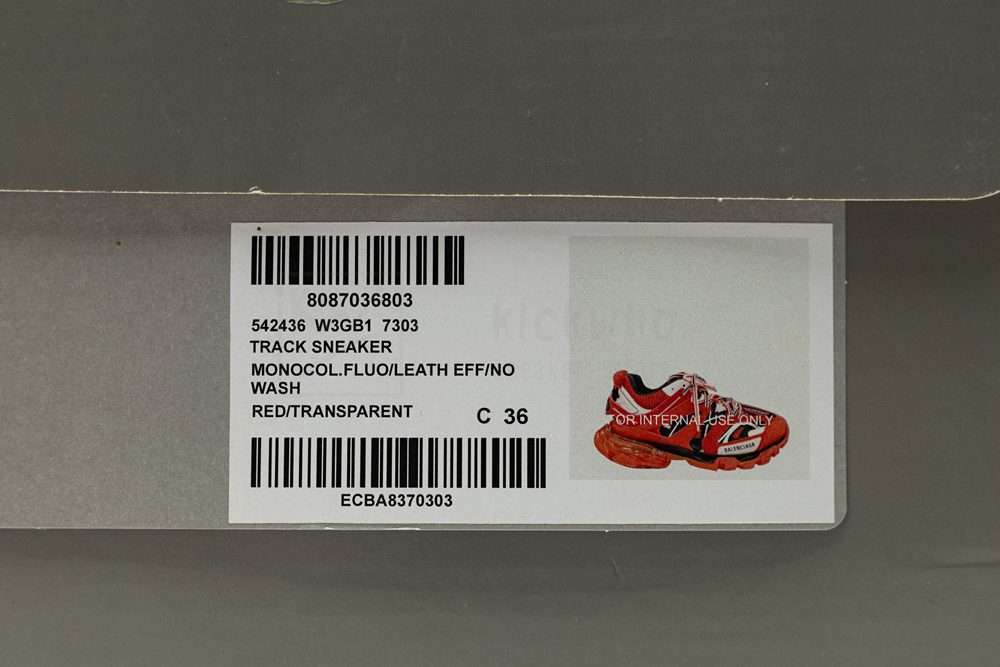 8087036803
542436 W3GB1 7303
TRACK SNEAKER
MONOCOL.FLUO/LEATH EFF/NO
WASH
RED/TRANSPARENT
C 36
ECBA8370303
FOR INTERNAL USE ONLY
BALENCIAGA